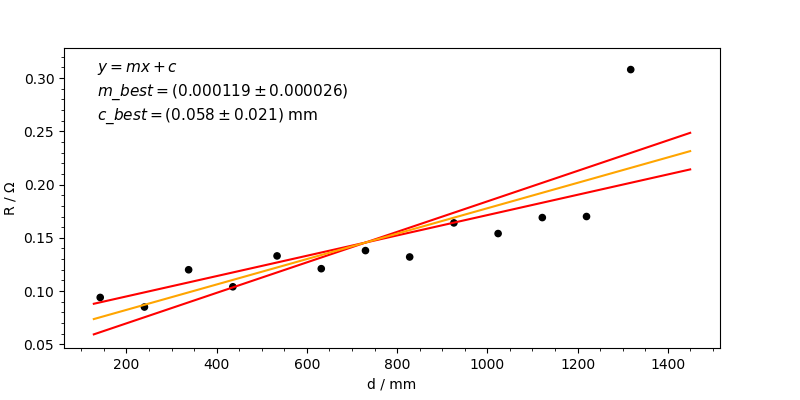 y = mx + c
m_best = (0.000119 ± 0.000026)
c_best = (0.058 ± 0.021) mm
R / Ω
0.30
0.25
0.20
0.15
0.10
0.05
200 400 600 800 1000 1200 1400
d / mm